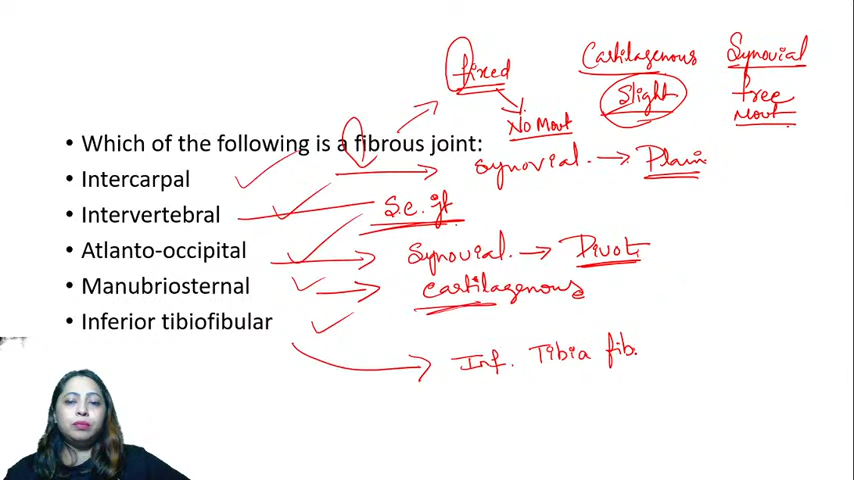 fixed Cartilagenous Synovial
Slight free
No Movt Movt
• Which of the following is a fibrous joint:
• Intercarpal synovial. → Plain
• Intervertebral S.c. jt
• Atlanto-occipital Synovial. → Pivot
• Manubriosternal cartilagenous
• Inferior tibiofibular
Inf. Tibia fib.